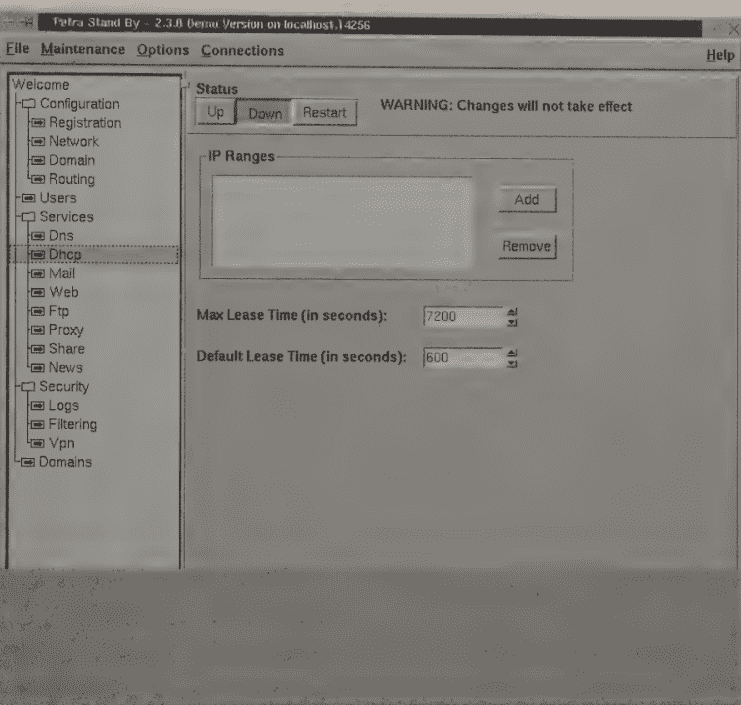 Tetra Stand By - 2.3.0 Demo Version on localhost.14256
File Maintenance Options Connections
Help
Welcome
Configuration
Registration
Network
Domain
Routing
Users
Services
Dns
Dhcp
Mail
Web
Ftp
Proxy
Share
News
Security
Logs
Filtering
Vpn
Domains
Status
Up Down Restart
WARNING: Changes will not take effect
IP Ranges
Add
Remove
Max Lease Time (in seconds): 7200
Default Lease Time (in seconds): 600